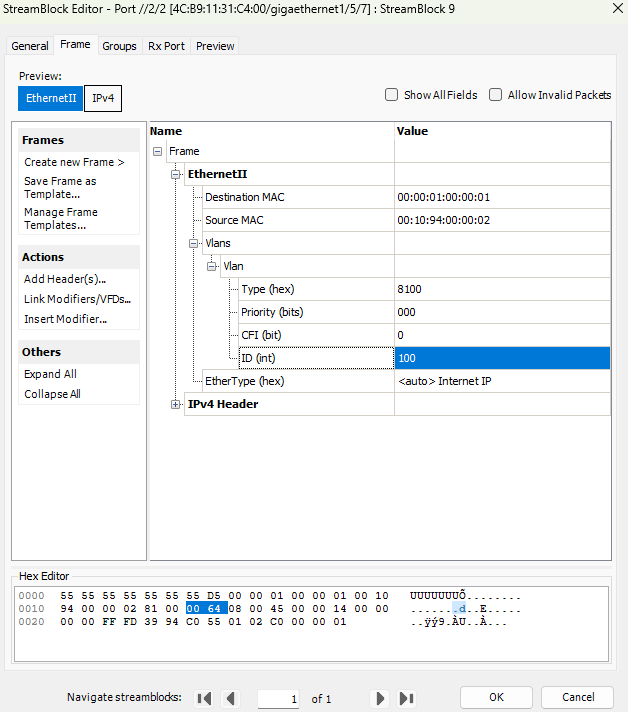 StreamBlock Editor - Port //2/2 [4C:B9:11:31:C4:00/gigaethernet1/5/7] : StreamBlock 9
General Frame Groups Rx Port Preview
Preview:
EthernetII IPv4
Show All Fields Allow Invalid Packets
Frames
Create new Frame >
Save Frame as
Template...
Manage Frame
Templates...
Actions
Add Header(s)...
Link Modifiers/VFDs...
Insert Modifier...
Others
Expand All
Collapse All
Name Value
Frame
EthernetII
Destination MAC 00:00:01:00:00:01
Source MAC 00:10:94:00:00:02
Vlans
Vlan
Type (hex) 8100
Priority (bits) 000
CFI (bit) 0
ID (int) 100
EtherType (hex) <auto> Internet IP
IPv4 Header
Hex Editor
0000 55 55 55 55 55 55 55 D5 00 00 01 00 00 01 00 10 UUUUUUUÕ........
0010 94 00 00 02 81 00 00 64 08 00 45 00 00 14 00 00 .......d..E.....
0020 00 00 FF FD 39 94 C0 55 01 02 C0 00 00 01 ..ÿý9.ÀU..À...
Navigate streamblocks: 1 of 1 OK Cancel